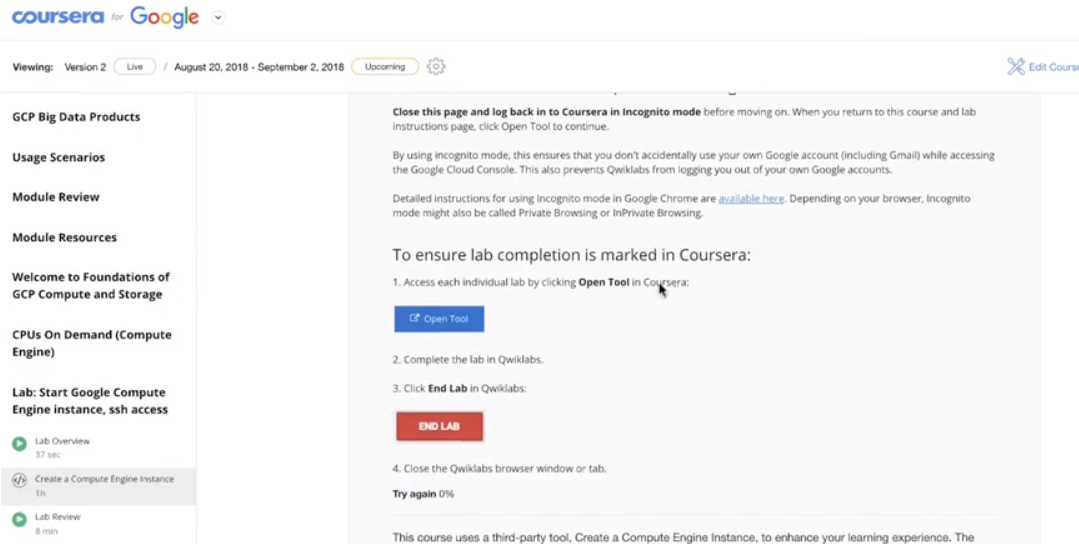 coursera for Google
Viewing: Version 2 Live / August 20, 2018 - September 2, 2018 Upcoming
Edit Course
GCP Big Data Products
Usage Scenarios
Module Review
Module Resources
Welcome to Foundations of
GCP Compute and Storage
CPUs On Demand (Compute
Engine)
Lab: Start Google Compute
Engine instance, ssh access
Lab Overview
37 sec
Create a Compute Engine Instance
1h
Lab Review
8 min
Close this page and log back in to Coursera in Incognito mode before moving on. When you return to this course and lab
instructions page, click Open Tool to continue.
By using incognito mode, this ensures that you don't accidentally use your own Google account (including Gmail) while accessing
the Google Cloud Console. This also prevents Qwiklabs from logging you out of your own Google accounts.
Detailed instructions for using Incognito mode in Google Chrome are available here. Depending on your browser, Incognito
mode might also be called Private Browsing or InPrivate Browsing.
To ensure lab completion is marked in Coursera:
1. Access each individual lab by clicking Open Tool in Coursera:
Open Tool
2. Complete the lab in Qwiklabs.
3. Click End Lab in Qwiklabs:
END LAB
4. Close the Qwiklabs browser window or tab.
Try again 0%
This course uses a third-party tool, Create a Compute Engine Instance, to enhance your learning experience. The